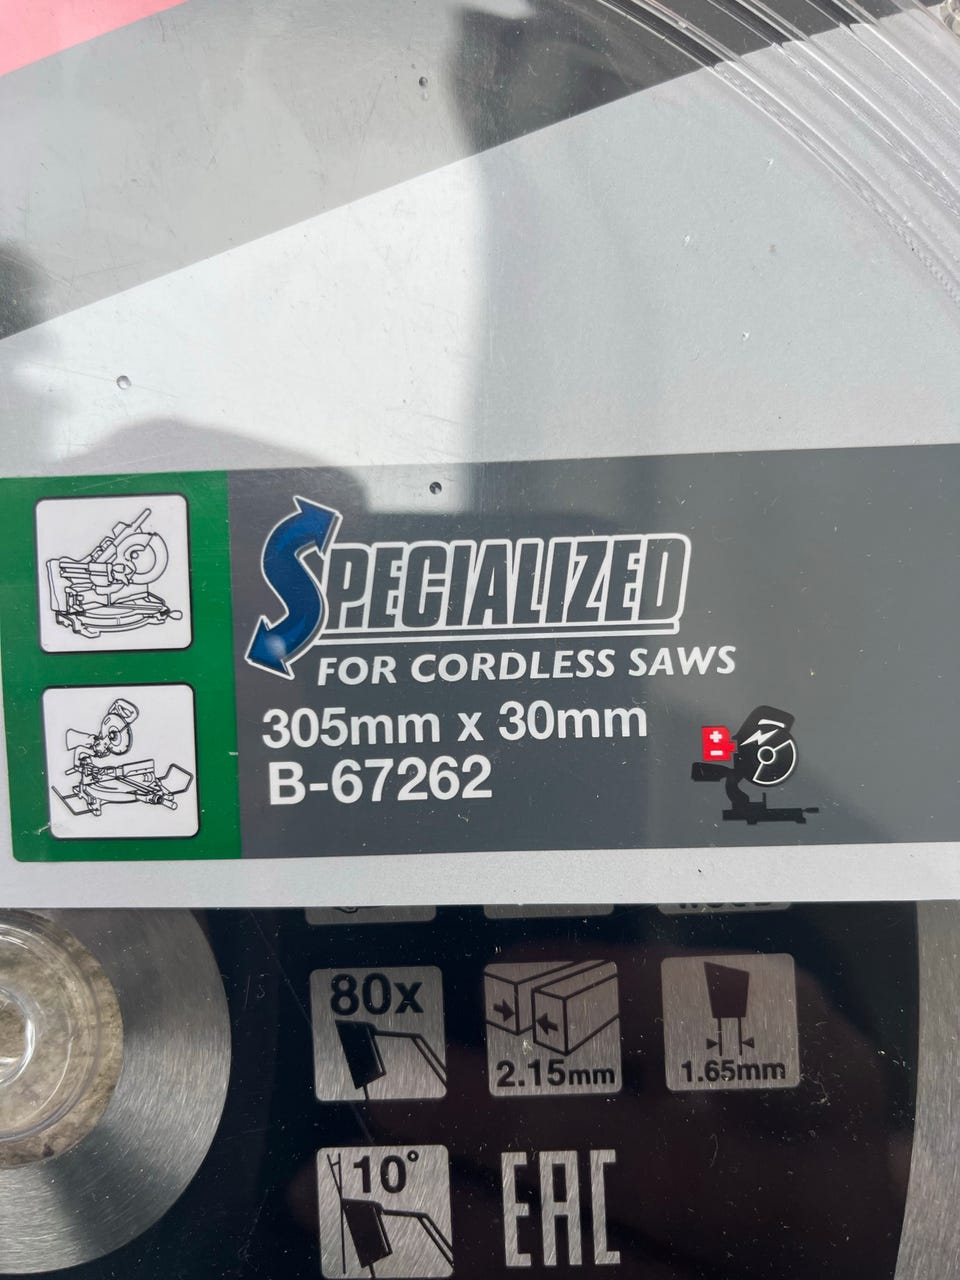 SPECIALIZED
FOR CORDLESS SAWS
305mm x 30mm
B-67262
B
80x
2.15mm
1.65mm
10°
EAC